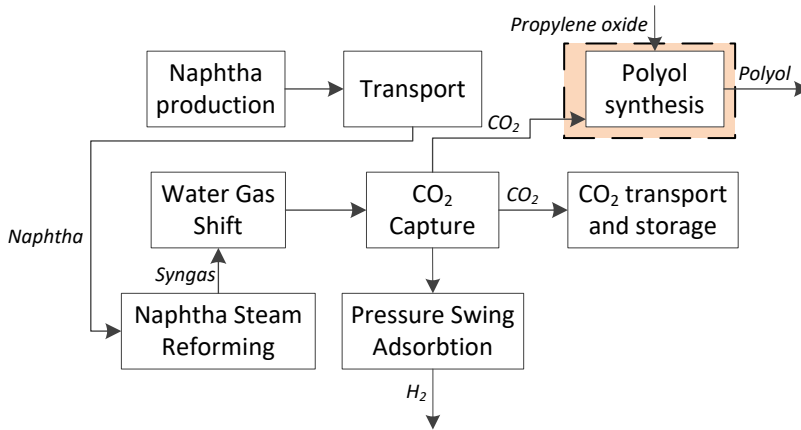 Propylene oxide
Naphtha
production
Transport
Polyol
synthesis
Polyol
CO₂
Water Gas
Shift
CO₂
Capture
CO₂
CO₂ transport
and storage
Naphtha
Syngas
Naphtha Steam
Reforming
Pressure Swing
Adsorbtion
H₂